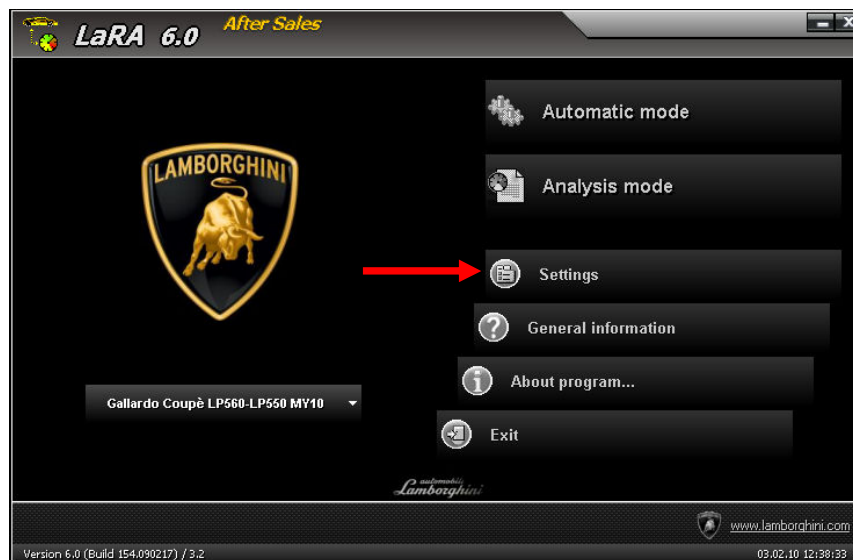 LaRA 6.0 After Sales
LAMBORGHINI
Automatic mode
Analysis mode
Settings
General information
About program...
Gallardo Coupè LP560-LP550 MY10
Exit
automobili
Lamborghini
www.lamborghini.com
Version 6.0 (Build 154.090217) / 3.2
03.02.10 12:38:33